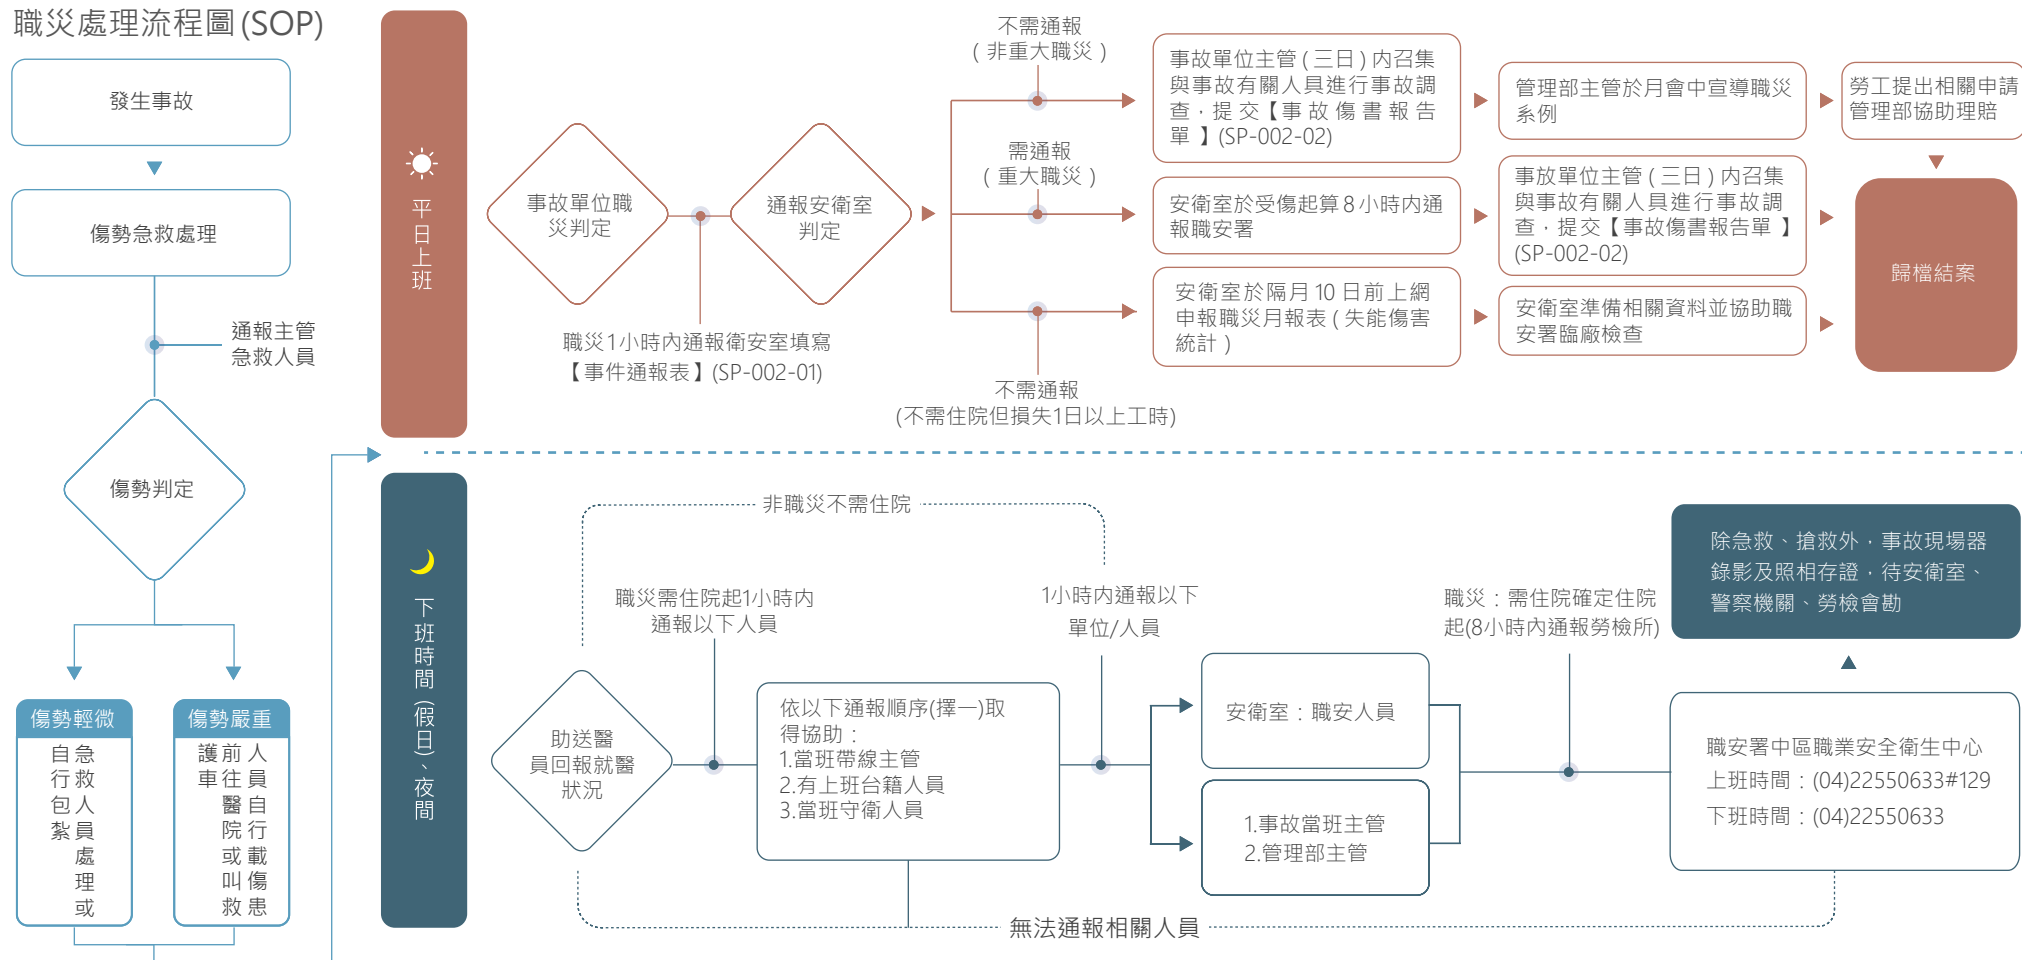 職災處理流程圖(SOP)
發生事故
傷勢急救處理
通報主管
急救人員
傷勢判定
傷勢輕微
急救人員處理或
自行包紮
傷勢嚴重
人員自行載傷患
前往醫院或叫救
護車
平日上班
事故單位職
災判定
通報安衛室
判定
職災1小時內通報衛安室填寫
【事件通報表】(SP-002-01)
不需通報
(非重大職災)
需通報
(重大職災)
不需通報
(不需住院但損失1日以上工時)
事故單位主管(三日)內召集
與事故有關人員進行事故調
查，提交【事故傷書報告
單】(SP-002-02)
管理部主管於月會中宣導職災
系例
勞工提出相關申請
管理部協助理賠
安衛室於受傷起算8小時內通
報職安署
事放單位主管(三日)內召集
與事故有關人員進行事故調
查，提交【事故傷書報告單】
(SP-002-02)
安衛室於隔月10日前上網
申報職災月報表(失能傷害
統計)
安衛室準備相關資料並協助職
安署臨廠檢查
歸檔結案
下班時間(假日)、夜間
非職災不需住院
職災需住院起1小時內
通報以下人員
1小時內通報以下
單位/人員
職災：需住院確定住院
起(8小時內通報勞檢所)
除急救、搶救外，事故現場器
錄影及照相存證，待安衛室、
警察機關、勞檢會勘
助送醫
員回報就醫
狀況
依以下通報順序(擇一)取
得協助：
1.當班帶線主管
2.有上班台籍人員
3.當班守衛人員
安衛室：職安人員
1.事故當班主管
2.管理部主管
職安署中區職業安全衛生中心
上班時間：(04)22550633#129
下班時間：(04)22550633
無法通報相關人員